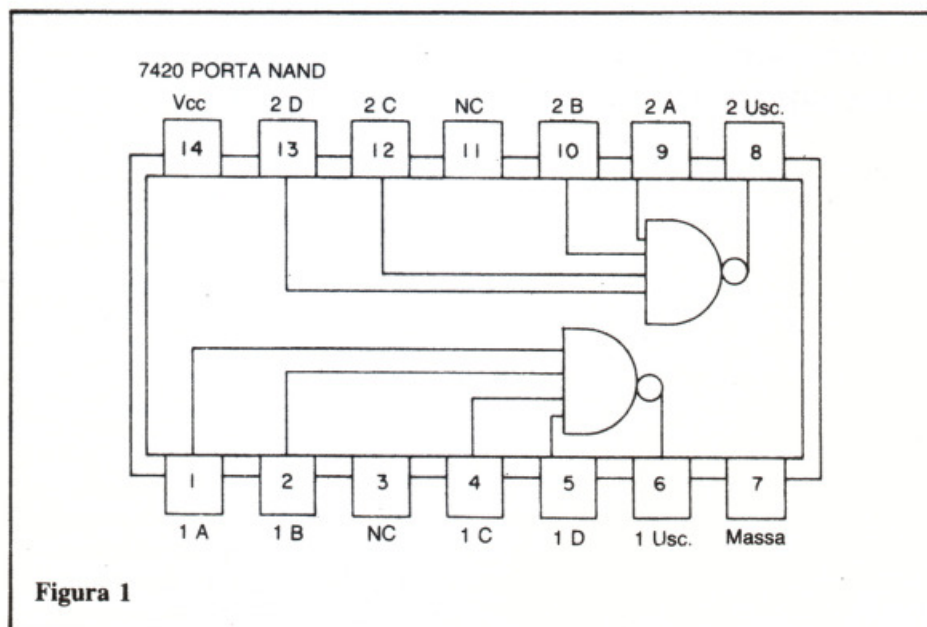 7420 PORTA NAND
Vcc 2 D 2 C NC 2 B 2 A 2 Usc.
14 13 12 11 10 9 8
1 2 3 4 5 6 7
1 A 1 B NC 1 C 1 D 1 Usc. Massa
Figura 1